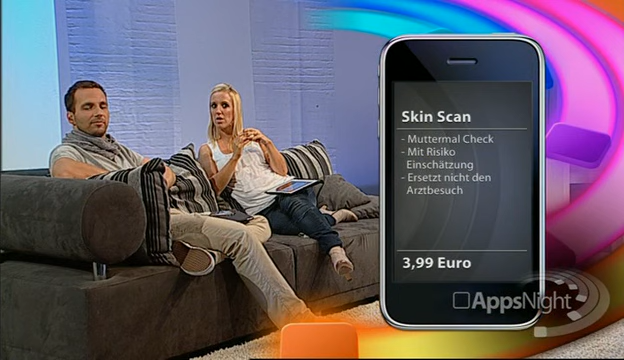 Skin Scan
- Muttermal Check
- Mit Risiko
Einschätzung
- Ersetzt nicht den
Arztbesuch
3,99 Euro
AppsNight